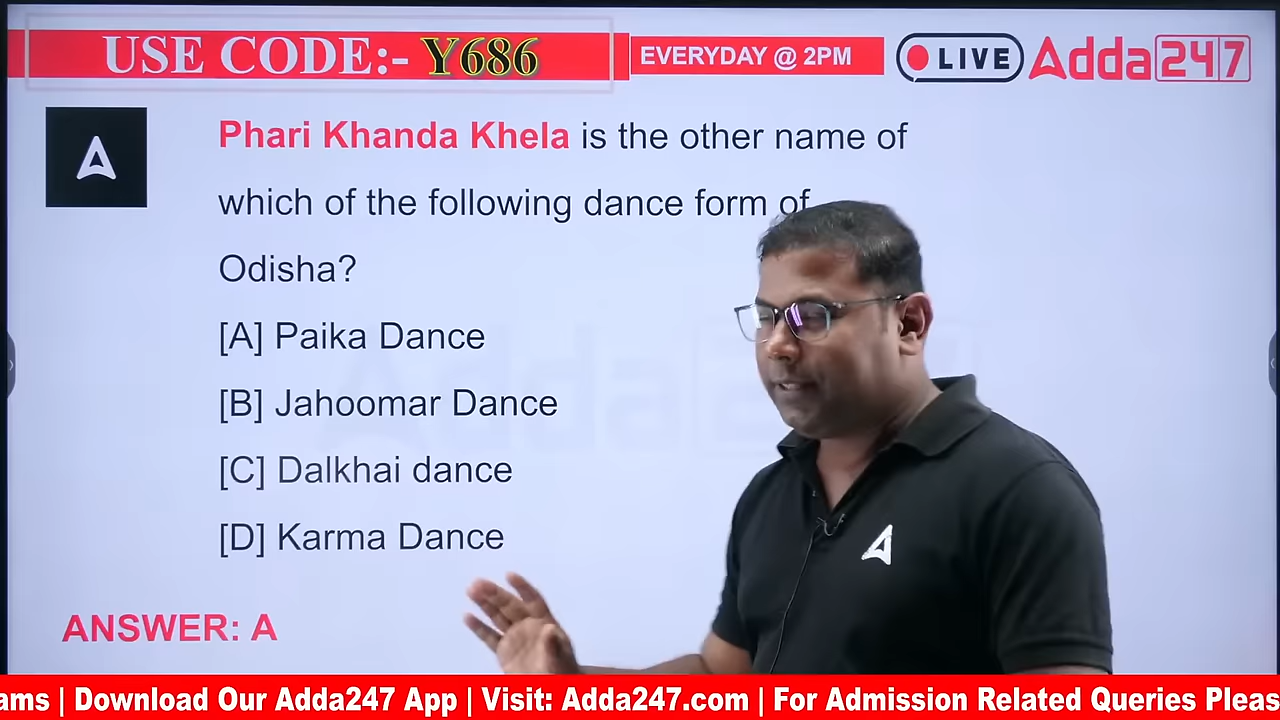 USE CODE:- Y686
EVERYDAY @ 2PM
LIVE
Adda247
Phari Khanda Khela is the other name of
which of the following dance form of
Odisha?
[A] Paika Dance
[B] Jahoomar Dance
[C] Dalkhai dance
[D] Karma Dance
ANSWER: A
ams | Download Our Adda247 App | Visit: Adda247.com | For Admission Related Queries Pleas